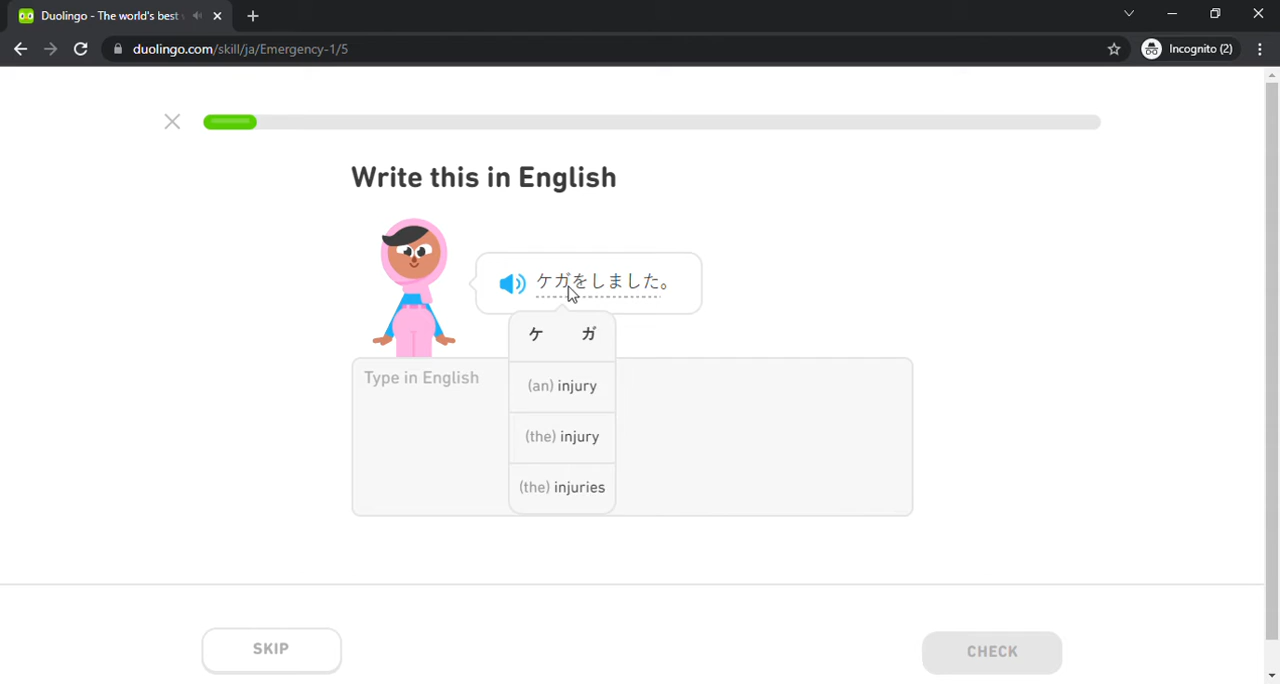 Duolingo - The world's best
duolingo.com/skill/ja/Emergency-1/5
Incognito (2)
Write this in English
ケガをしました。
ケ ガ
Type in English
(an) injury
(the) injury
(the) injuries
SKIP
CHECK